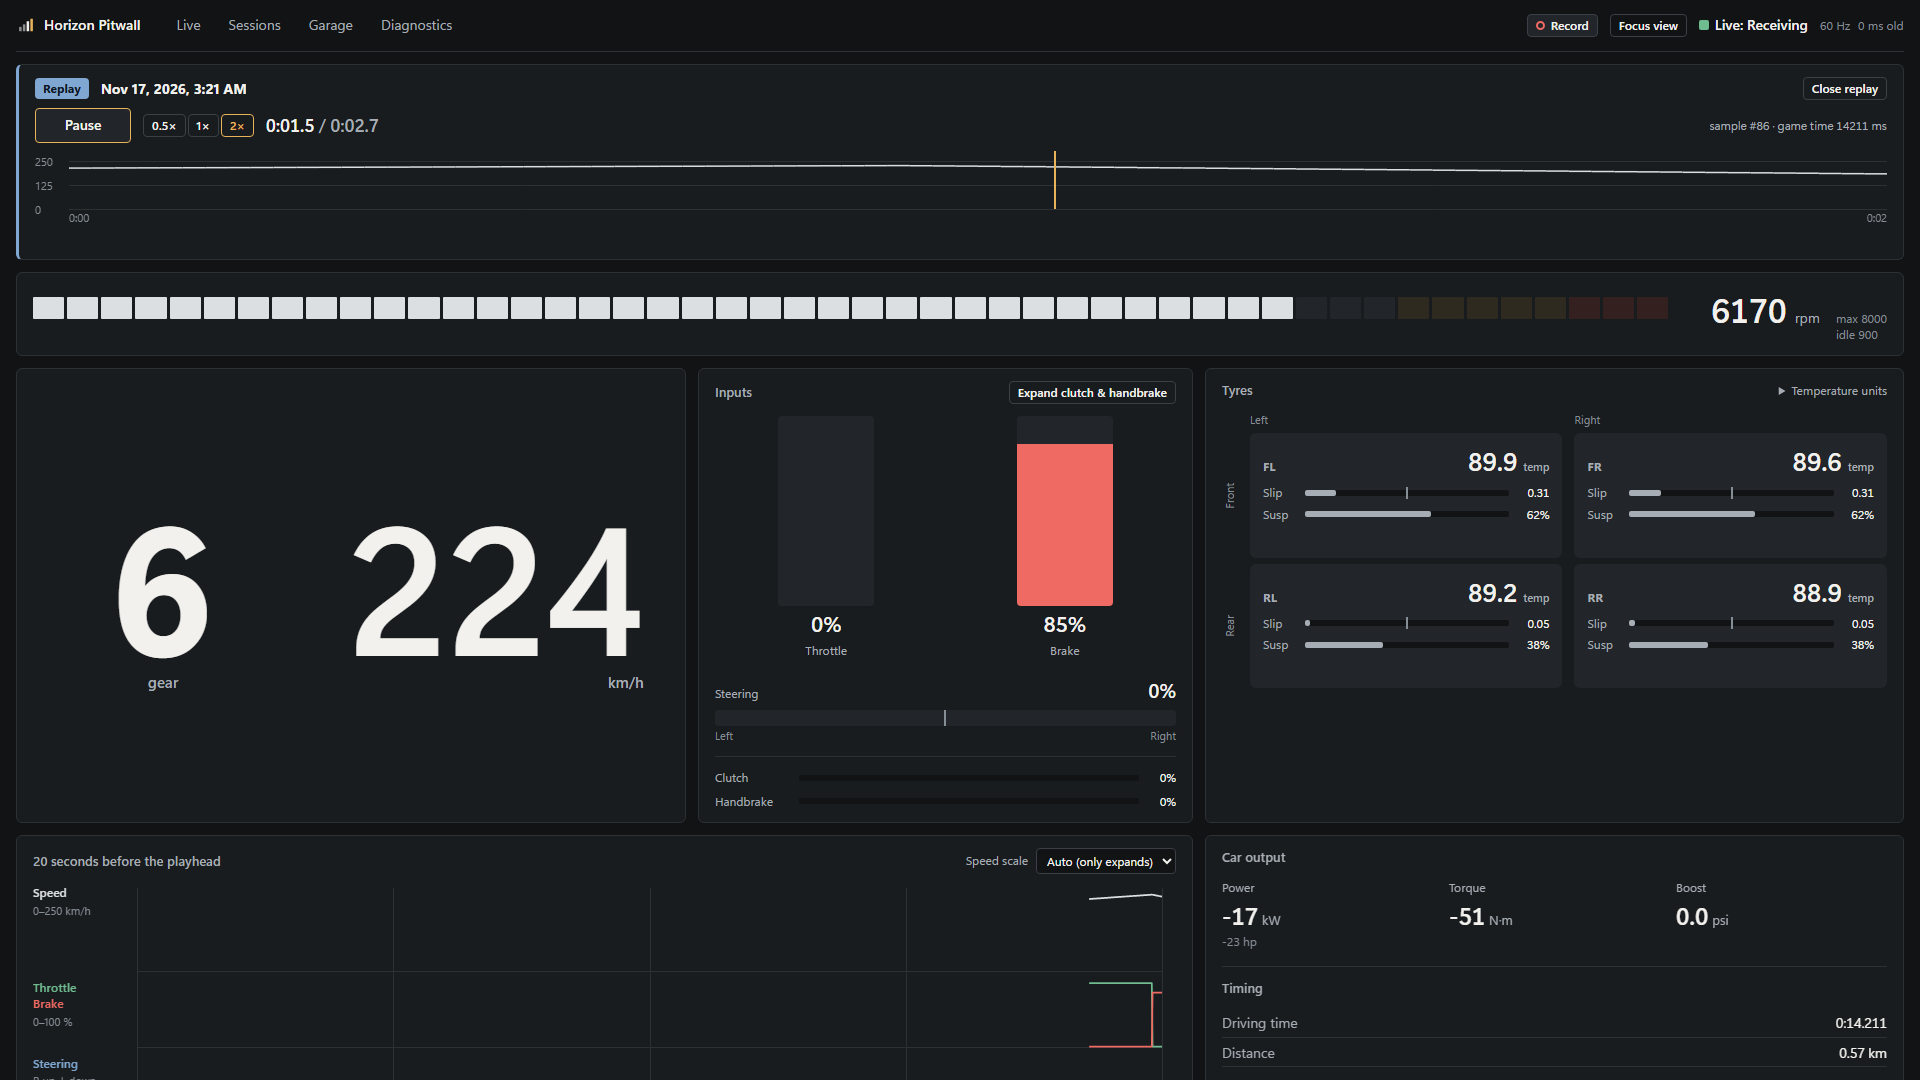 Horizon Pitwall Live Sessions Garage Diagnostics Record Focus view Live: Receiving 60 Hz 0 ms old
Replay Nov 17, 2026, 3:21 AM Close replay
Pause 0.5× 1× 2× 0:01.5 / 0:02.7 sample #86 · game time 14211 ms
250
125
0
0:00 0:02
6170 rpm max 8000
idle 900
6 224
gear km/h
Inputs Expand clutch & handbrake
0% 85%
Throttle Brake
Steering 0%
Left Right
Clutch 0%
Handbrake 0%
Tyres Temperature units
Left Right
Front
FL 89.9 temp
Slip 0.31
Susp 62%
FR 89.6 temp
Slip 0.31
Susp 62%
Rear
RL 89.2 temp
Slip 0.05
Susp 38%
RR 88.9 temp
Slip 0.05
Susp 38%
20 seconds before the playhead Speed scale Auto (only expands)
Speed
0–250 km/h
Throttle
Brake
0–100 %
Steering
Car output
Power Torque Boost
-17 kW -51 N·m 0.0 psi
-23 hp
Timing
Driving time 0:14.211
Distance 0.57 km